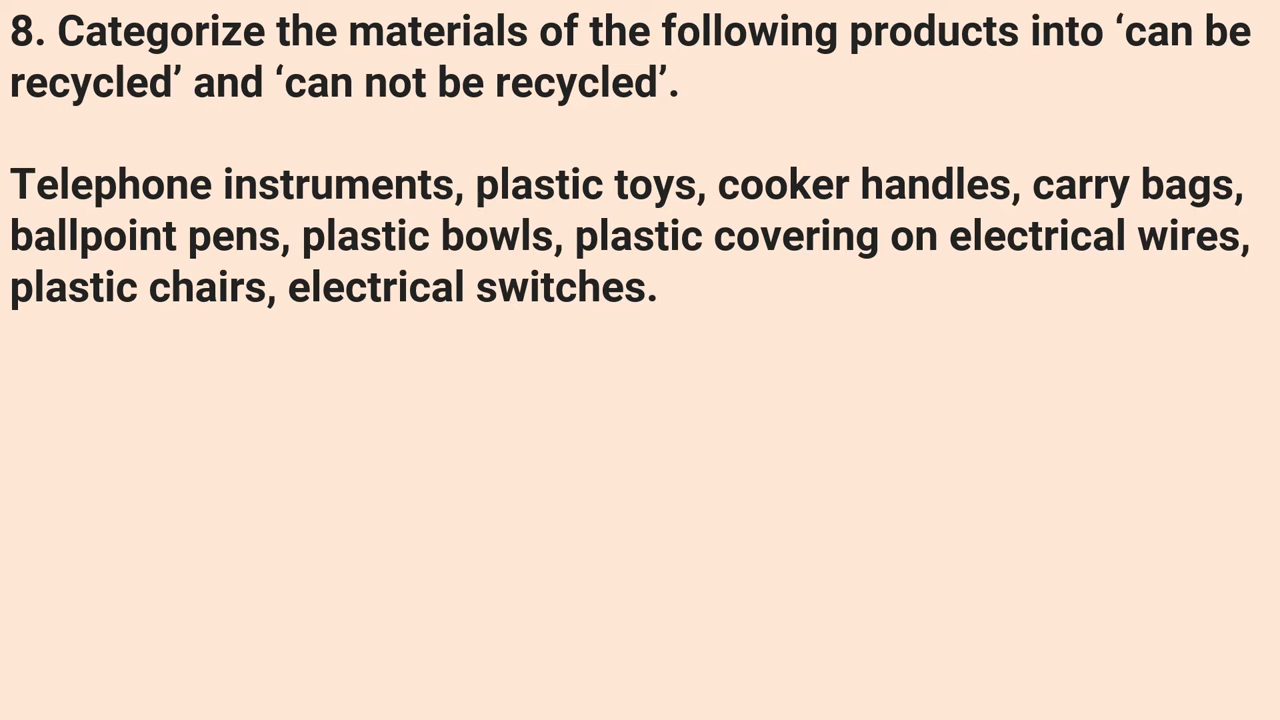 8. Categorize the materials of the following products into ‘can be
recycled’ and ‘can not be recycled’.
Telephone instruments, plastic toys, cooker handles, carry bags,
ballpoint pens, plastic bowls, plastic covering on electrical wires,
plastic chairs, electrical switches.